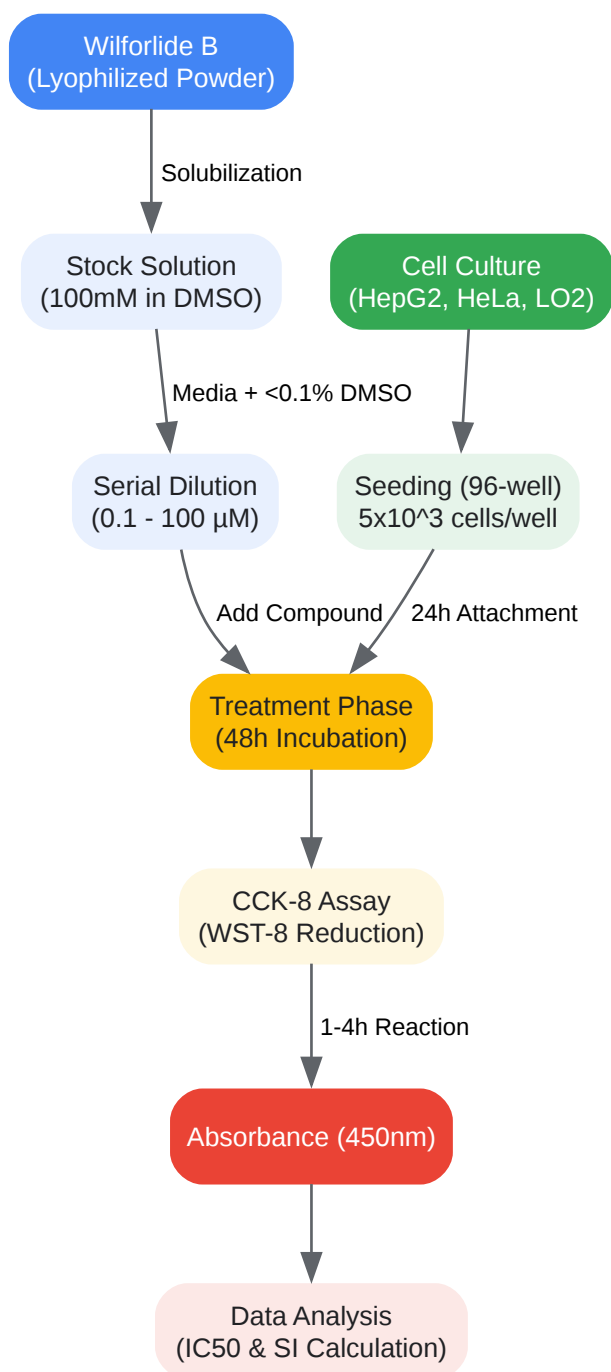 Wilforlide B
(Lyophilized Powder)
Solubilization
Stock Solution
(100mM in DMSO)
Cell Culture
(HepG2, HeLa, LO2)
Media + <0.1% DMSO
Serial Dilution
(0.1 - 100 µM)
Seeding (96-well)
5x10^3 cells/well
Add Compound
24h Attachment
Treatment Phase
(48h Incubation)
CCK-8 Assay
(WST-8 Reduction)
1-4h Reaction
Absorbance (450nm)
Data Analysis
(IC50 & SI Calculation)